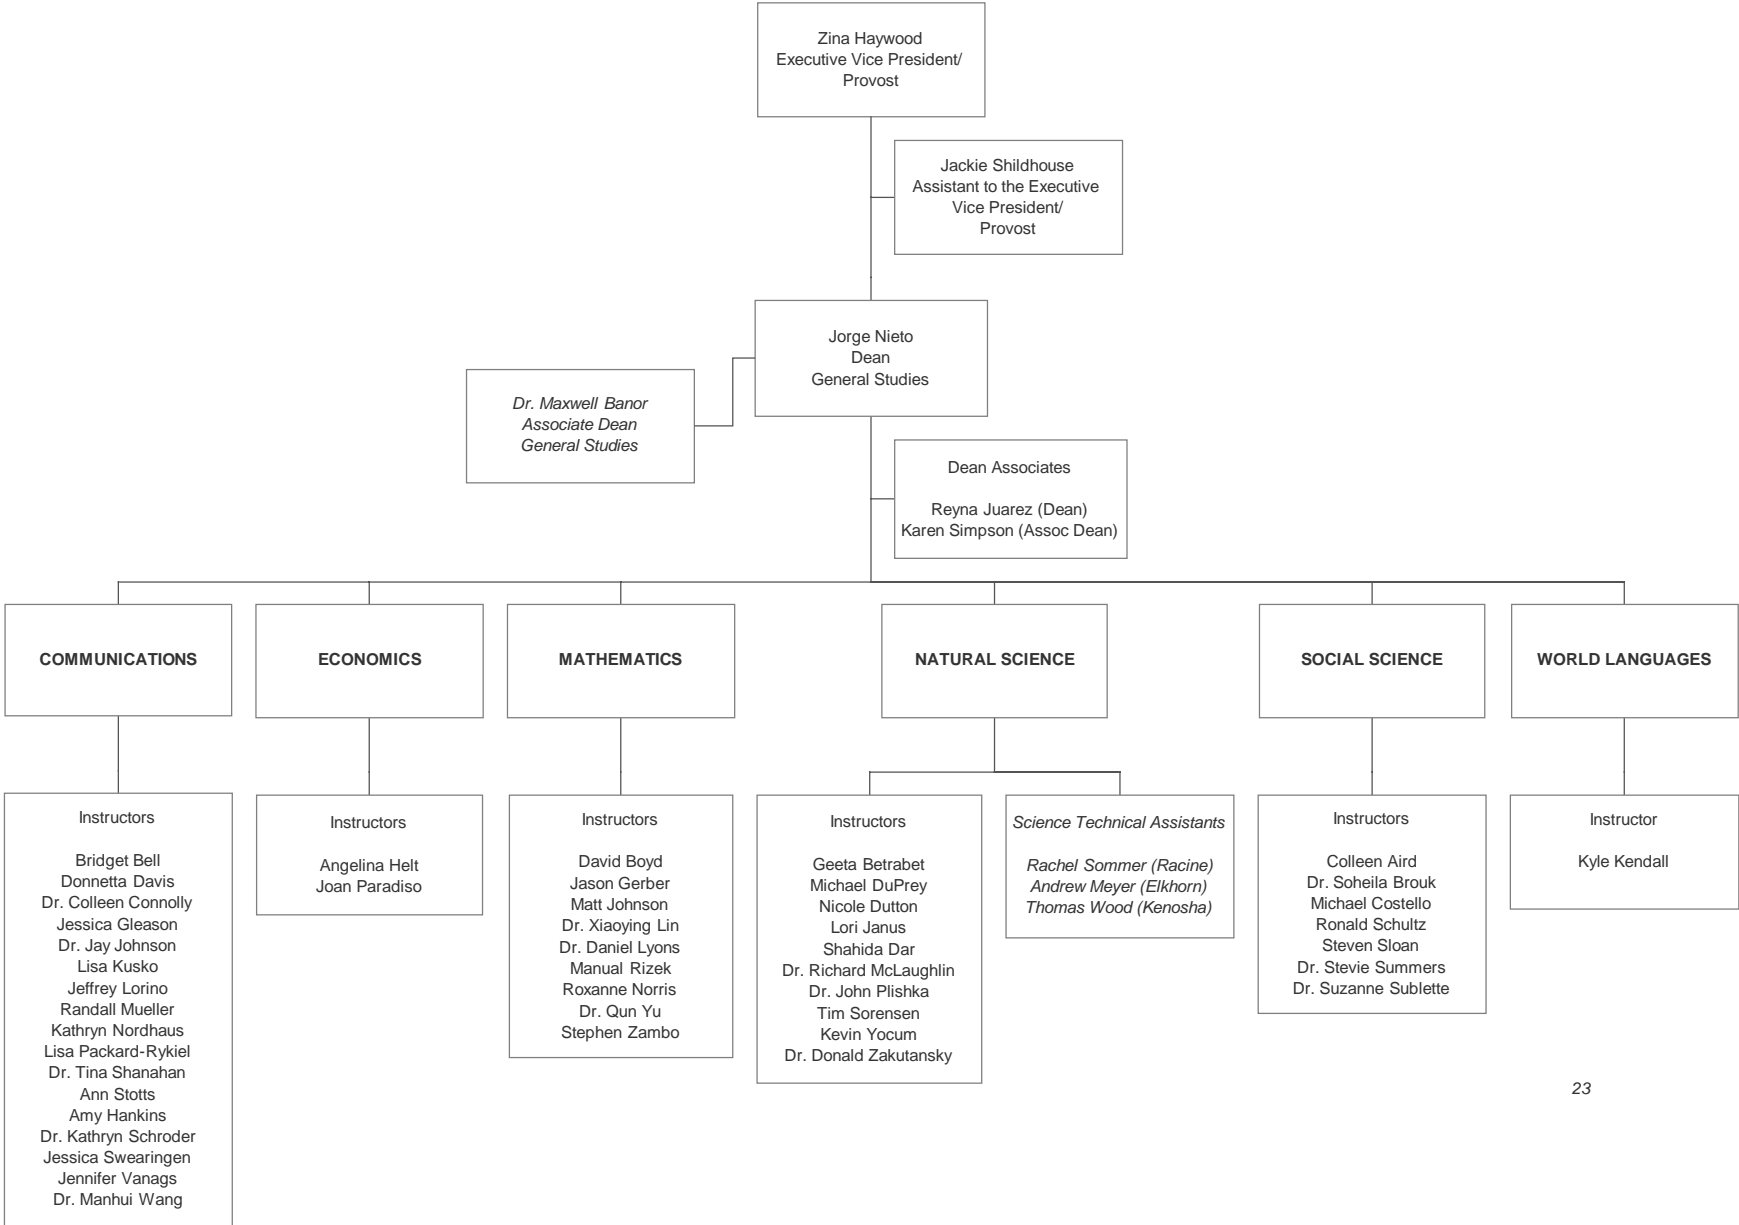 Zina Haywood
Executive Vice President/
Provost
Jackie Shildhouse
Assistant to the Executive
Vice President/
Provost
Jorge Nieto
Dean
General Studies
Dr. Maxwell Banor
Associate Dean
General Studies
Dean Associates
Reyna Juarez (Dean)
Karen Simpson (Assoc Dean)
COMMUNICATIONS
ECONOMICS
MATHEMATICS
NATURAL SCIENCE
SOCIAL SCIENCE
WORLD LANGUAGES
Instructors
Bridget Bell
Donnetta Davis
Dr. Colleen Connolly
Jessica Gleason
Dr. Jay Johnson
Lisa Kusko
Jeffrey Lorino
Randall Mueller
Kathryn Nordhaus
Lisa Packard-Rykiel
Dr. Tina Shanahan
Ann Stotts
Amy Hankins
Dr. Kathryn Schroder
Jessica Swearingen
Jennifer Vanags
Dr. Manhui Wang
Instructors
Angelina Helt
Joan Paradiso
Instructors
David Boyd
Jason Gerber
Matt Johnson
Dr. Xiaoying Lin
Dr. Daniel Lyons
Manual Rizek
Roxanne Norris
Dr. Qun Yu
Stephen Zambo
Instructors
Geeta Betrabet
Michael DuPrey
Nicole Dutton
Lori Janus
Shahida Dar
Dr. Richard McLaughlin
Dr. John Plishka
Tim Sorensen
Kevin Yocum
Dr. Donald Zakutansky
Science Technical Assistants
Rachel Sommer (Racine)
Andrew Meyer (Elkhorn)
Thomas Wood (Kenosha)
Instructors
Colleen Aird
Dr. Soheila Brouk
Michael Costello
Ronald Schultz
Steven Sloan
Dr. Stevie Summers
Dr. Suzanne Sublette
Instructor
Kyle Kendall
23